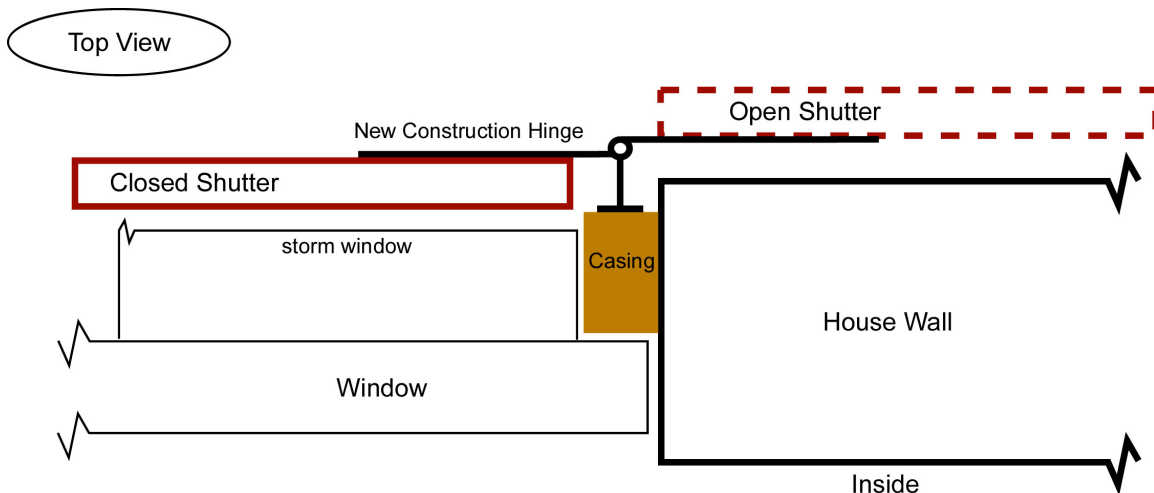 Top View
Open Shutter
New Construction Hinge
Closed Shutter
storm window
Casing
House Wall
Window
Inside